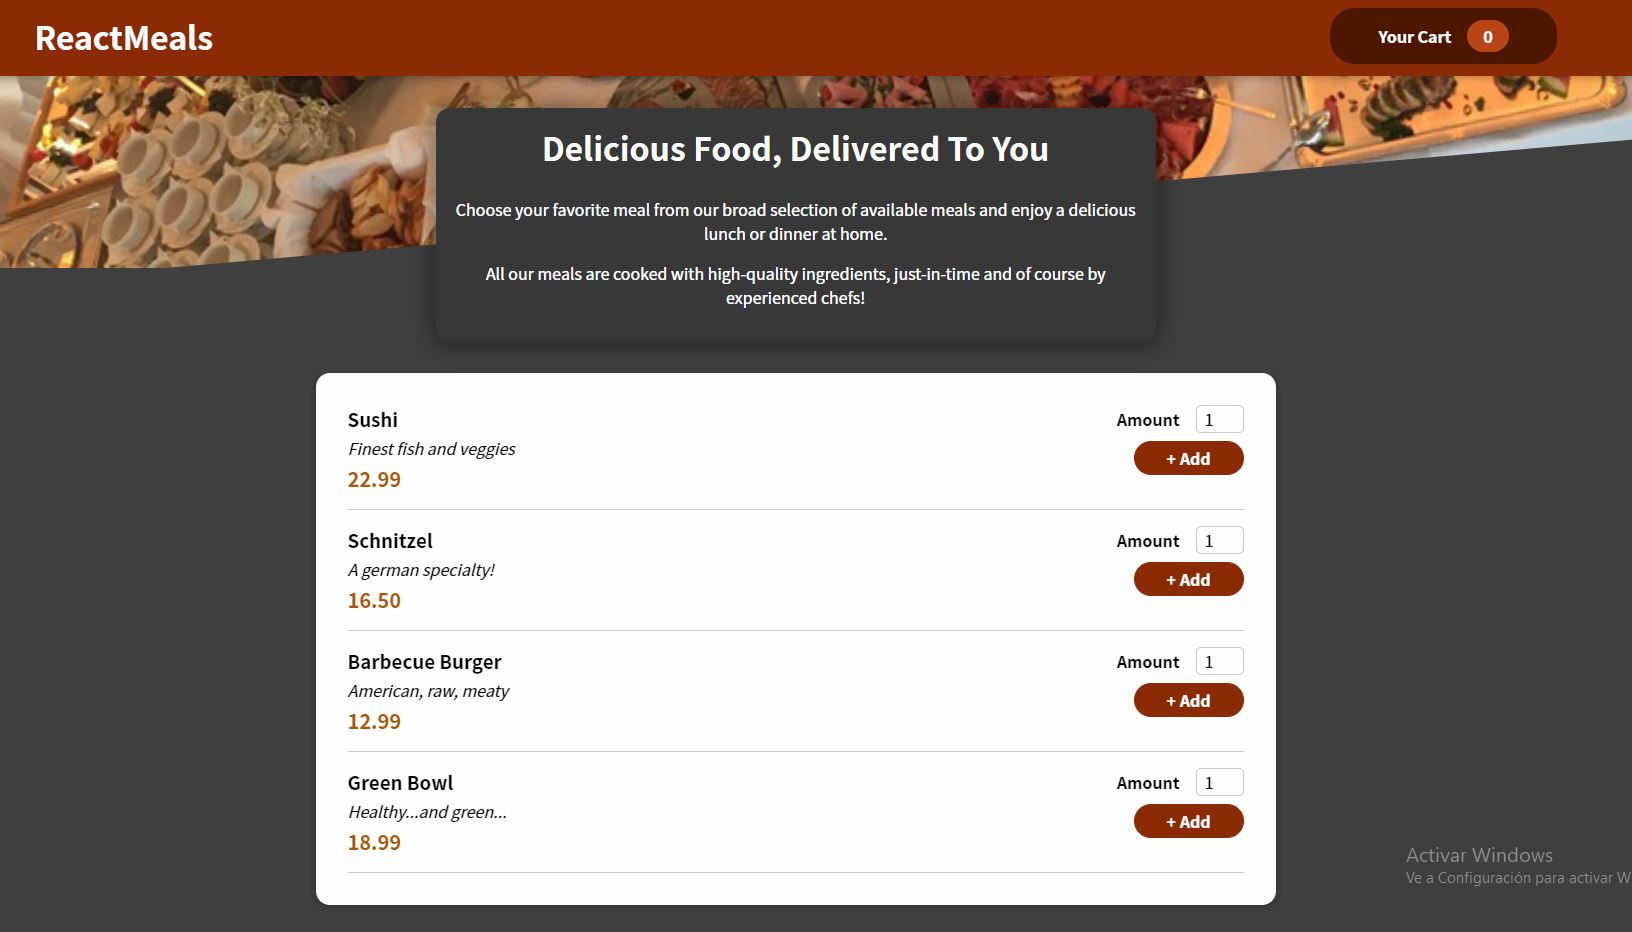 ReactMeals
Your Cart 0
Delicious Food, Delivered To You
Choose your favorite meal from our broad selection of available meals and enjoy a delicious
lunch or dinner at home.
All our meals are cooked with high-quality ingredients, just-in-time and of course by
experienced chefs!
Sushi
Finest fish and veggies
22.99
Amount 1
+ Add
Schnitzel
A german specialty!
16.50
Amount 1
+ Add
Barbecue Burger
American, raw, meaty
12.99
Amount 1
+ Add
Green Bowl
Healthy...and green...
18.99
Amount 1
+ Add
Activar Windows
Ve a Configuración para activar W